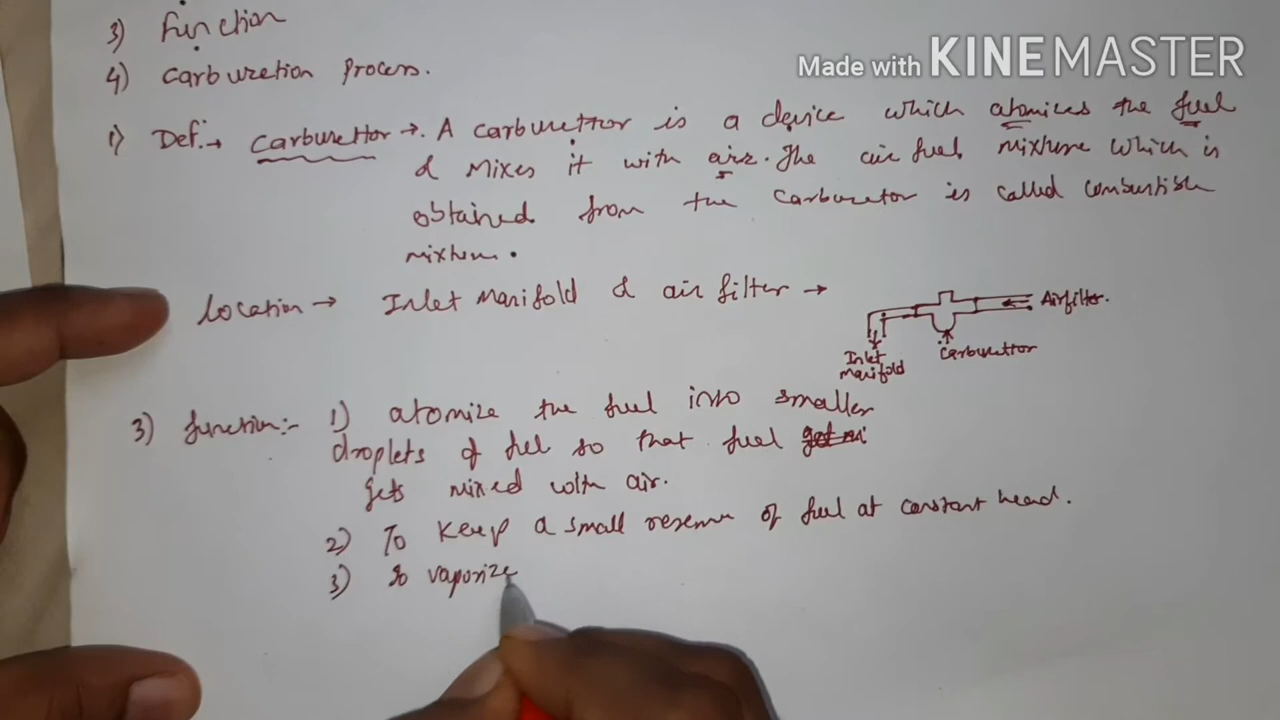 3) Function
Made with KINEMASTER
4) Carburetion Process.
1) Def:→ Carburettor →. A carburettor is a device which atomizes the fuel
& mixes it with air. The air fuel mixture which is
obtained from the carburetor is called combustible
mixture.
Location → Inlet Manifold & air filter →
Airfilter.
Inlet Manifold
Carburettor
3) function:- 1) atomize the fuel into smaller
droplets of fuel so that fuel
gets mixed with air.
2) To Keep a small reserve of fuel at constant head.
3) To vaporize